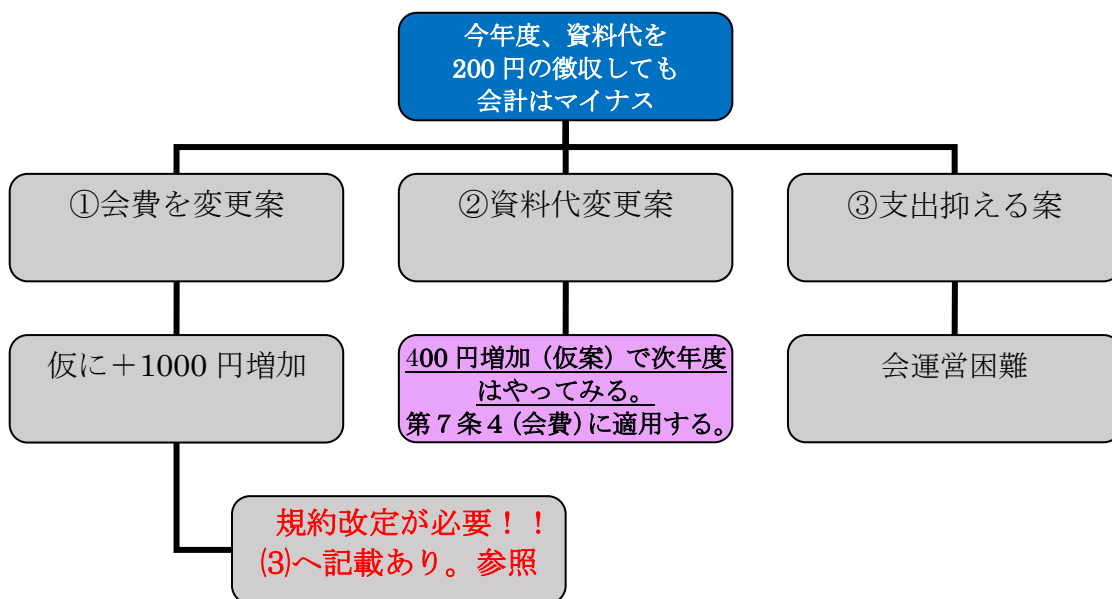 今年度、資料代を
200円の徴収しても
会計はマイナス
①会費を変更案
②資料代変更案
③支出抑える案
仮に＋1000円増加
400円増加（仮案）で次年度
はやってみる。
第７条４（会費）に適用する。
会運営困難
規約改定が必要！！
⑶へ記載あり。参照